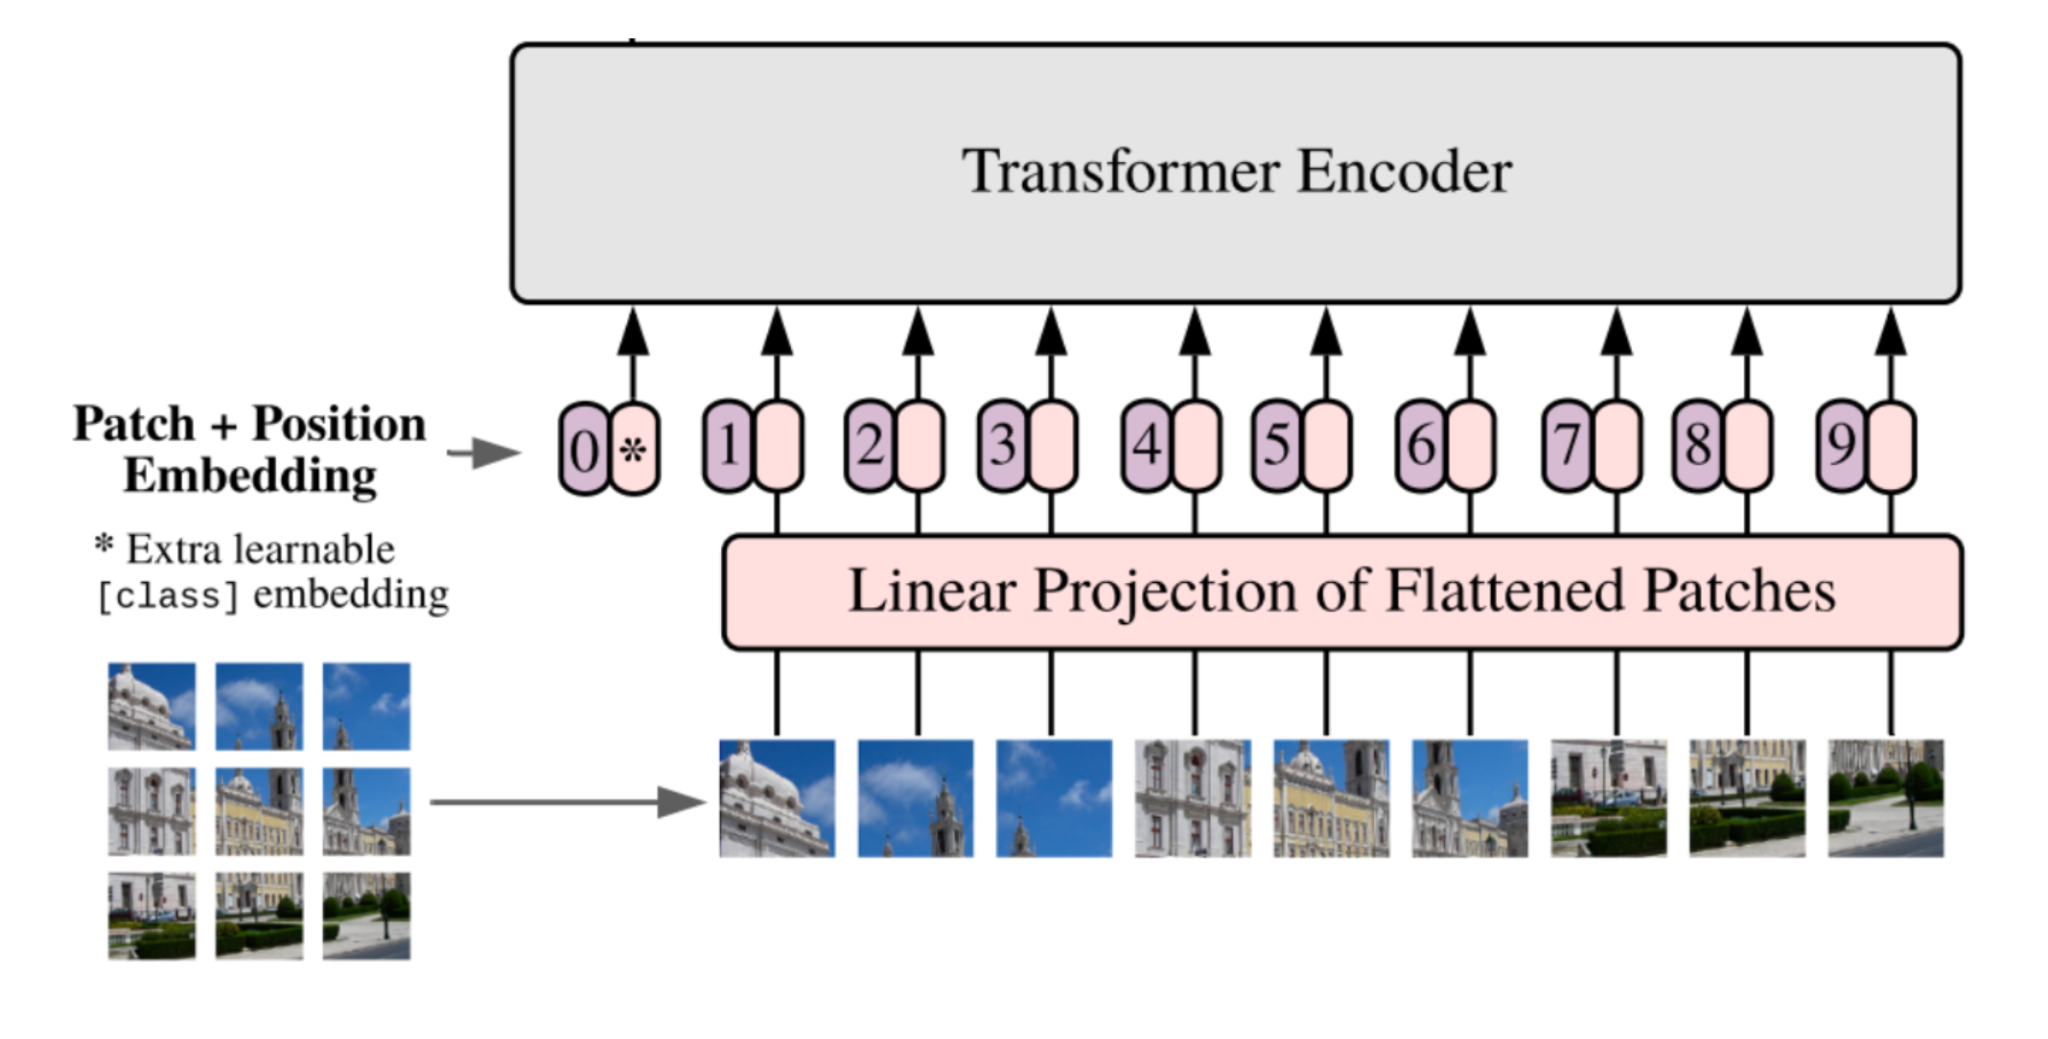 Transformer Encoder
Patch + Position
Embedding
0 * 1 2 3 4 5 6 7 8 9
* Extra learnable
[class] embedding
Linear Projection of Flattened Patches